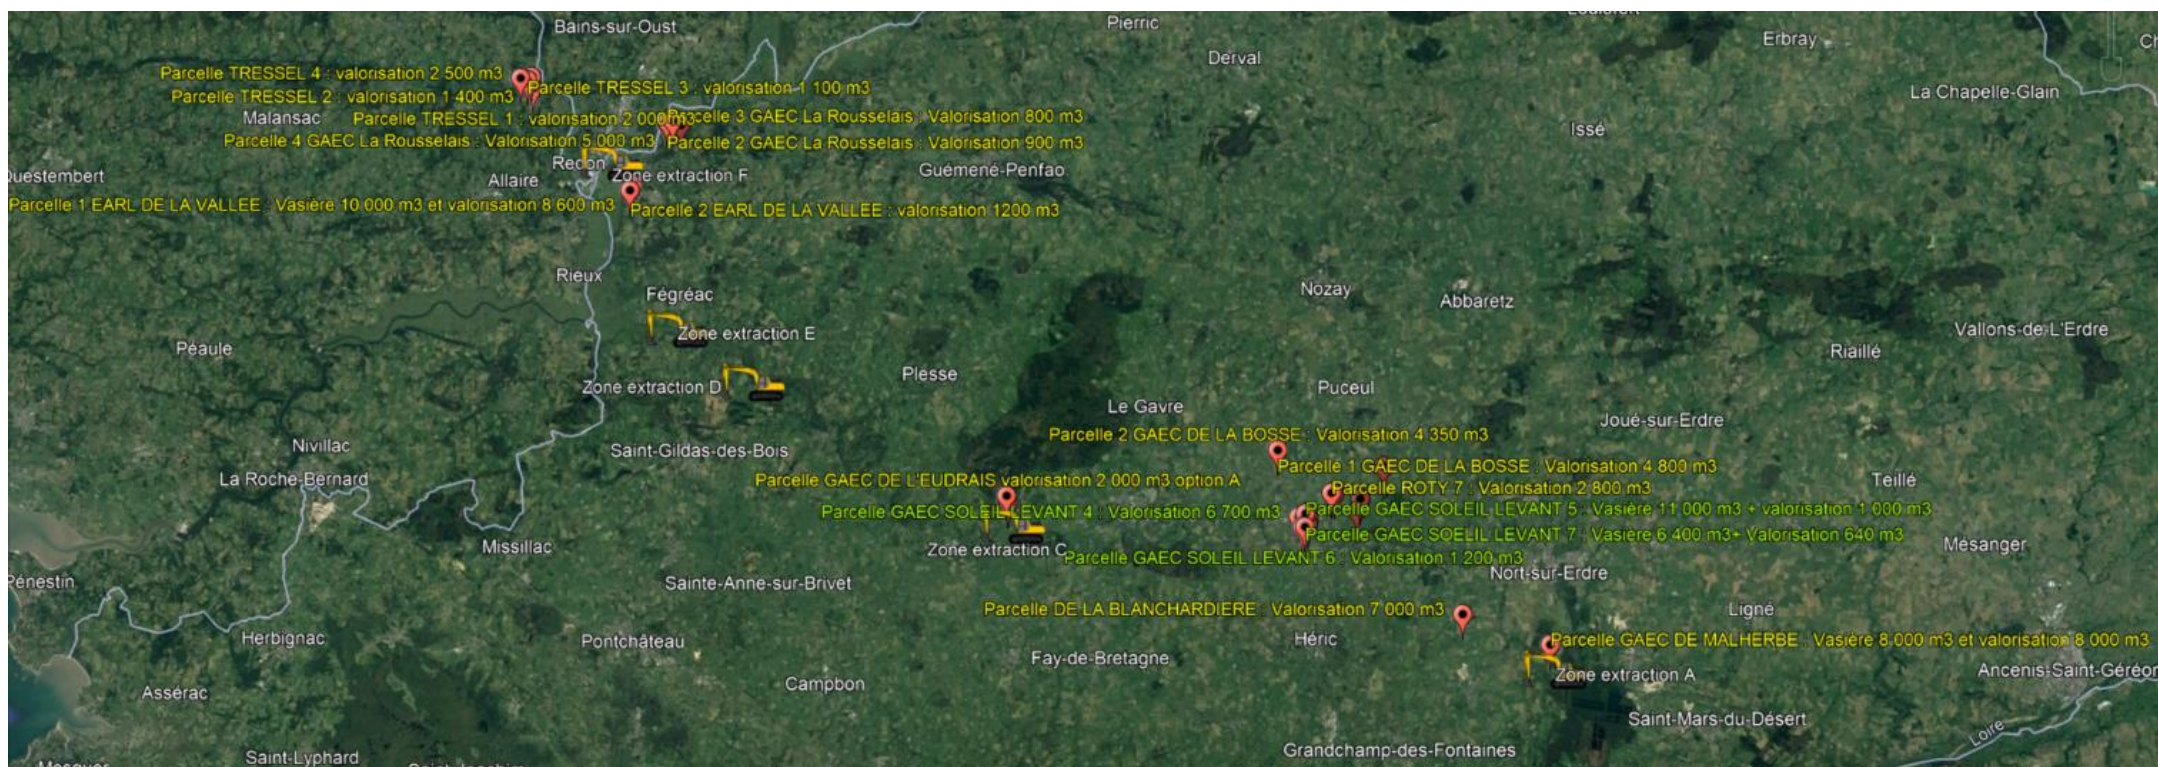 Bains-sur-Oust
Pierric
Erbray
Derval
Parcelle TRESSEL 4 : valorisation 2 500 m3
Parcelle TRESSEL 3 : valorisation 1 100 m3
La Chapelle-Glain
Parcelle TRESSEL 2 : valorisation 1 400 m3
Malansac
Parcelle TRESSEL 1 : valorisation 2 000 m3
Parcelle 3 GAEC La Rousselais : Valorisation 800 m3
Issé
Parcelle 4 GAEC La Rousselais : Valorisation 5 000 m3
Parcelle 2 GAEC La Rousselais : Valorisation 900 m3
Redon
Zone extraction F
Guémené-Penfao
Allaire
Parcelle 1 EARL DE LA VALLEE : Vasière 10 000 m3 et valorisation 8 600 m3
Parcelle 2 EARL DE LA VALLEE : valorisation 1200 m3
Rieux
Fégréac
Nozay
Abbaretz
Zone extraction E
Vallons-de-L'Erdre
Péaule
Riaillé
Plesse
Zone extraction D
Puceul
Le Gavre
Joué-sur-Erdre
Parcelle 2 GAEC DE LA BOSSE : Valorisation 4 350 m3
Nivillac
Saint-Gildas-des-Bois
Parcelle 1 GAEC DE LA BOSSE : Valorisation 4 800 m3
La Roche-Bernard
Parcelle GAEC DE L'EUDRAIS valorisation 2 000 m3 option A
Teillé
Parcelle ROTY 7 : Valorisation 2 800 m3
Parcelle GAEC SOLEIL LEVANT 4 : Valorisation 6 700 m3
Parcelle GAEC SOLEIL LEVANT 5 : Vasière 11 000 m3 + valorisation 1 000 m3
Parcelle GAEC SOELIL LEVANT 7 : Vasière 6 400 m3+ Valorisation 640 m3
Missillac
Zone extraction C
Mésanger
Parcelle GAEC SOLEIL LEVANT 6 : Valorisation 1 200 m3
Nort-sur-Erdre
Pénestin
Sainte-Anne-sur-Brivet
Parcelle DE LA BLANCHARDIERE : Valorisation 7 000 m3
Ligné
Herbignac
Pontchâteau
Héric
Parcelle GAEC DE MALHERBE : Vasière 8 000 m3 et valorisation 8 000 m3
Fay-de-Bretagne
Zone extraction A
Ancenis-Saint-Géréon
Campbon
Assérac
Saint-Mars-du-Désert
Loire
Grandchamp-des-Fontaines
Saint-Lyphard